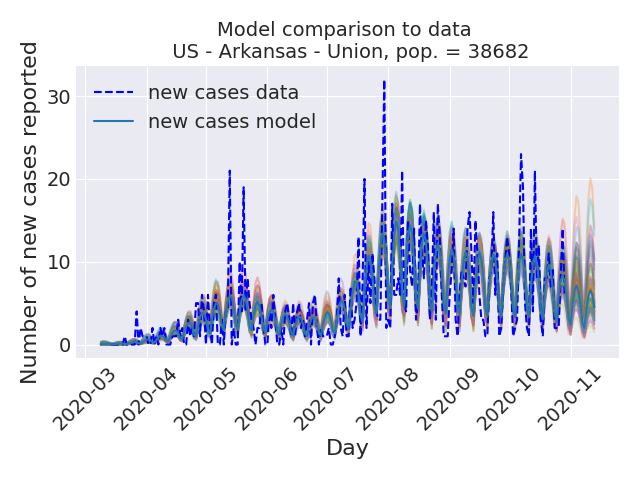 Model comparison to data
US - Arkansas - Union, pop. = 38682
Number of new cases reported
30
20
10
0
new cases data
new cases model
2020-03
2020-04
2020-05
2020-06
2020-07
2020-08
2020-09
2020-10
2020-11
Day